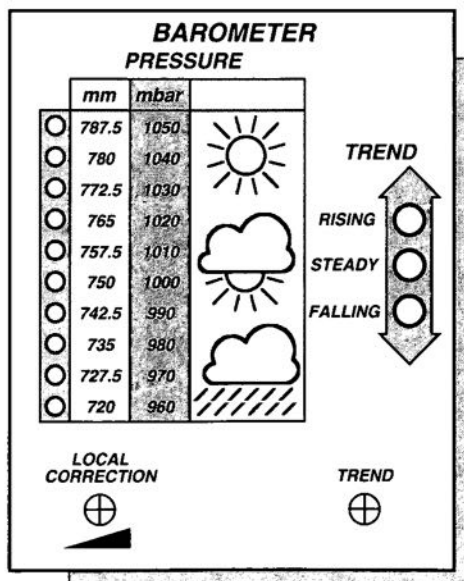 BAROMETER
PRESSURE
mm mbar
787.5 1050
780 1040
772.5 1030
765 1020
757.5 1010
750 1000
742.5 990
735 980
727.5 970
720 960
TREND
RISING
STEADY
FALLING
LOCAL
CORRECTION
TREND